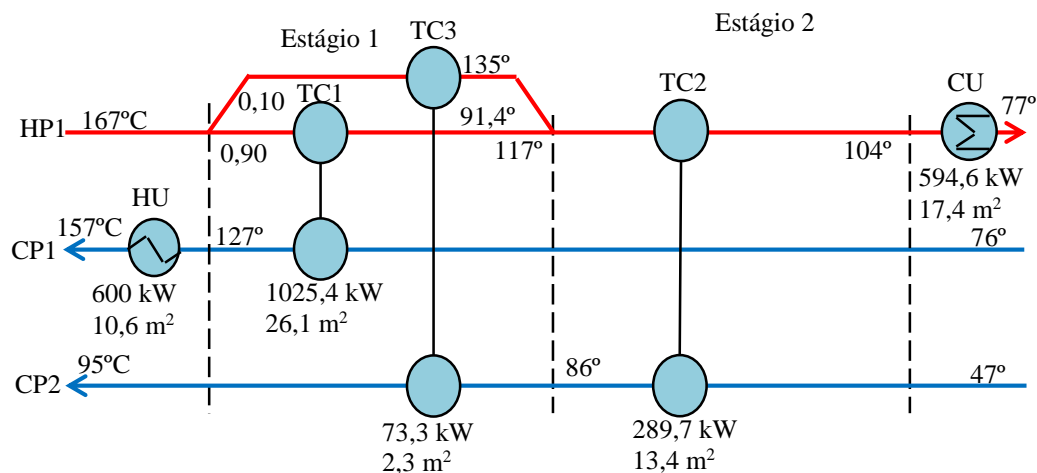 Estágio 1
TC3
Estágio 2
135º
TC1
TC2
CU
0,10
HP1
167ºC
91,4º
77º
0,90
117º
104º
594,6 kW
17,4 m²
HU
157ºC
127º
76º
CP1
600 kW
10,6 m²
1025,4 kW
26,1 m²
95ºC
86º
47º
CP2
73,3 kW
2,3 m²
289,7 kW
13,4 m²